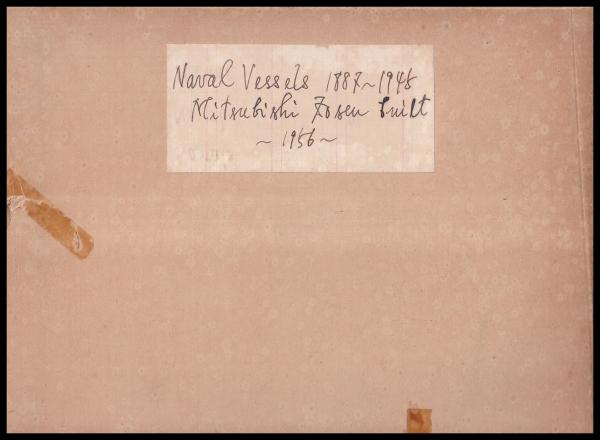 Naval Vessels 1887~1945
Mitsubishi Zosen built
~ 1956 ~